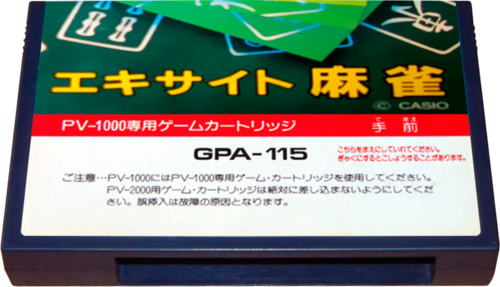 エキサイト 麻雀
© CASIO
PV-1000専用ゲームカートリッジ
て まえ
手 前
GPA-115
こちらをまえにしていれてください。
ぎゃくにするとこしょうすることがあります。
ご注意…PV-1000にはPV-1000専用ゲーム・カートリッジを使用してください。
PV-2000用ゲーム・カートリッジは絶対に差し込まないようにしてくだ
さい。誤挿入は故障の原因となります。